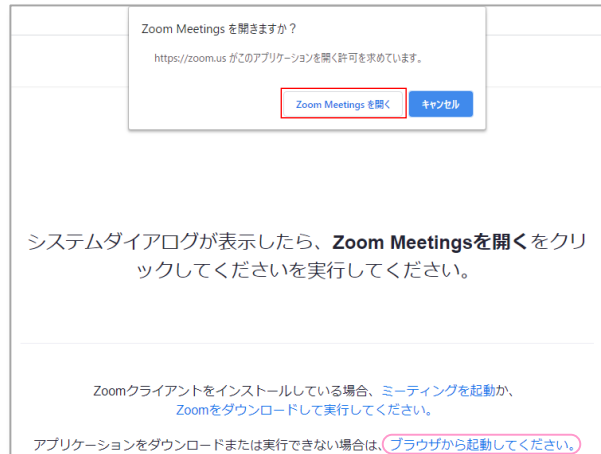 Zoom Meetings を開きますか？
https://zoom.us がこのアプリケーションを開く許可を求めています。
Zoom Meetings を開く キャンセル
システムダイアログが表示したら、Zoom Meetingsを開くをクリ
ックしてくださいを実行してください。
Zoomクライアントをインストールしている場合、ミーティングを起動か、
Zoomをダウンロードして実行してください。
アプリケーションをダウンロードまたは実行できない場合は、ブラウザから起動してください。